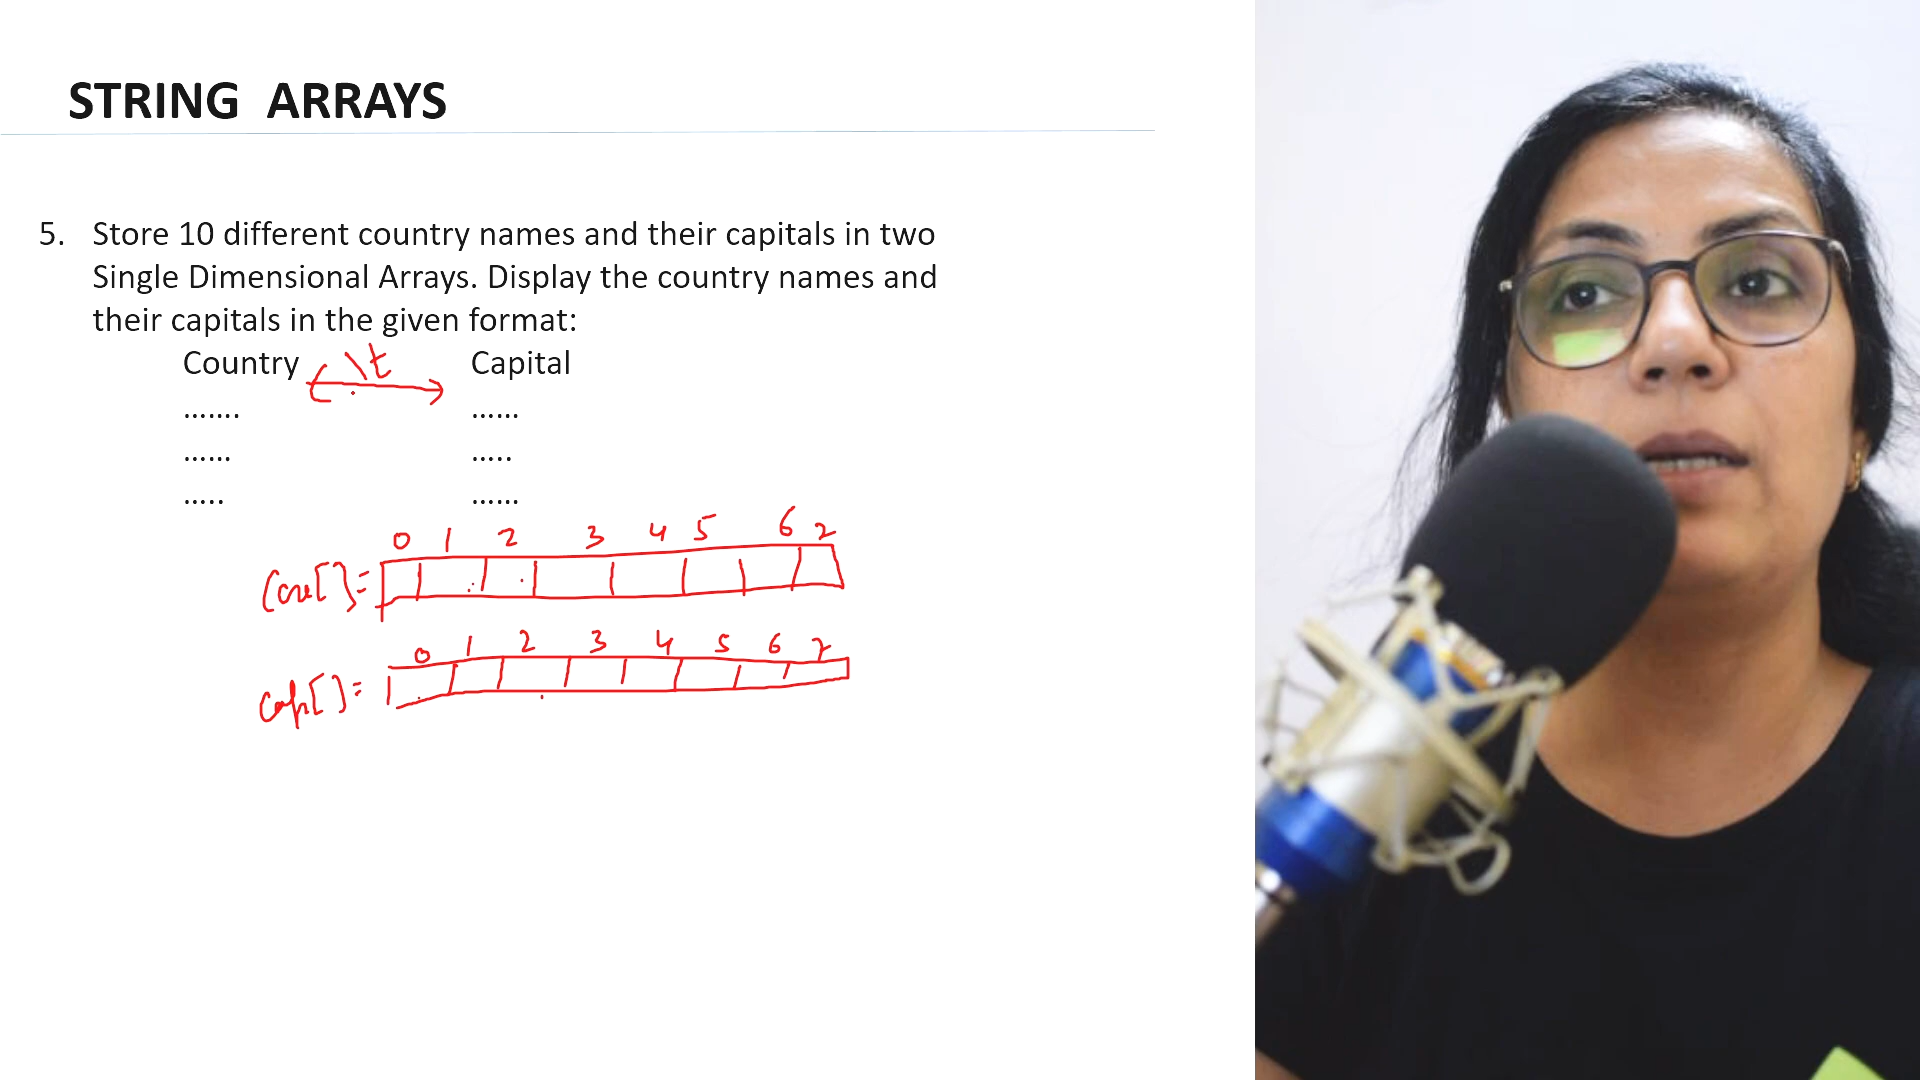 STRING ARRAYS
5. Store 10 different country names and their capitals in two
Single Dimensional Arrays. Display the country names and
their capitals in the given format:
Country \t Capital
....... ......
...... .....
..... ......
0 1 2 3 4 5 6 7
[]=
0 1 2 3 4 5 6 7
cap[]=